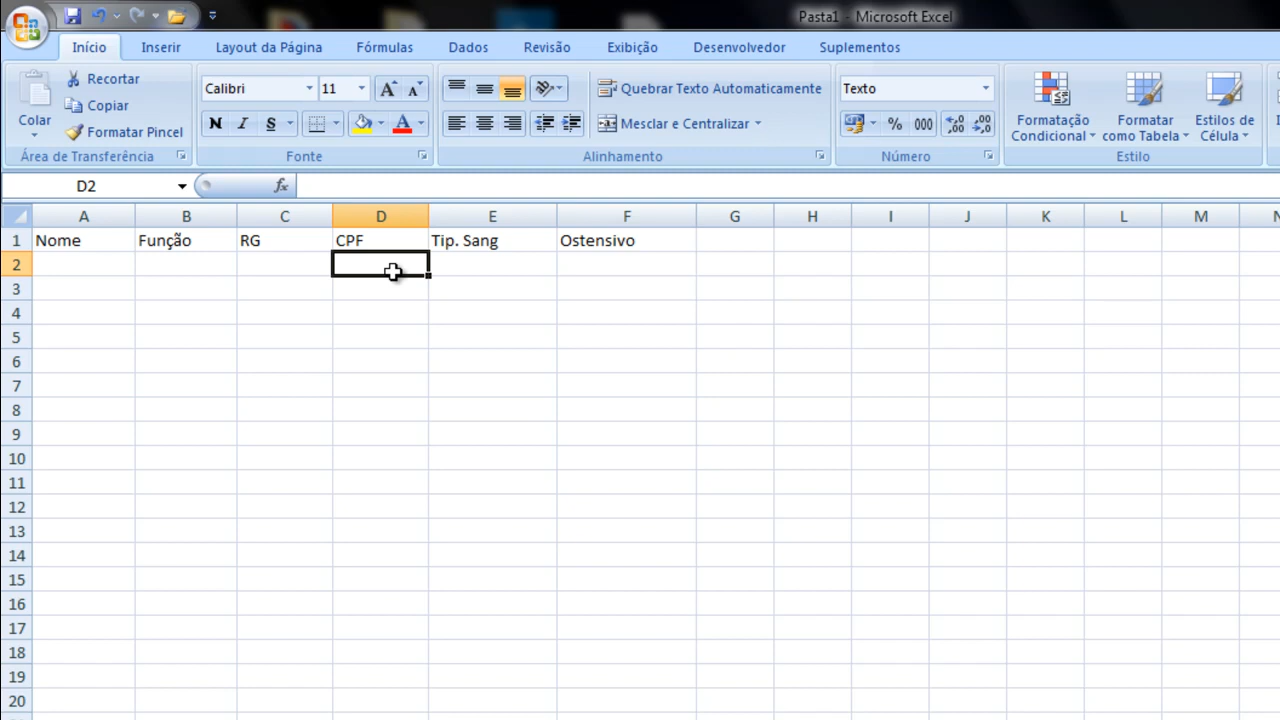 Pasta1 - Microsoft Excel
Início Inserir Layout da Página Fórmulas Dados Revisão Exibição Desenvolvedor Suplementos
Colar
Recortar
Copiar
Formatar Pincel
Área de Transferência
Calibri 11
N I S A
Fonte
Quebrar Texto Automaticamente
Mesclar e Centralizar
Alinhamento
Texto
% 000 ,00 ,00
Número
Formatação Condicional
Formatar como Tabela
Estilos de Célula
Estilo
D2 fx
A B C D E F G H I J K L M N
1 Nome Função RG CPF Tip. Sang Ostensivo
2
3
4
5
6
7
8
9
10
11
12
13
14
15
16
17
18
19
20